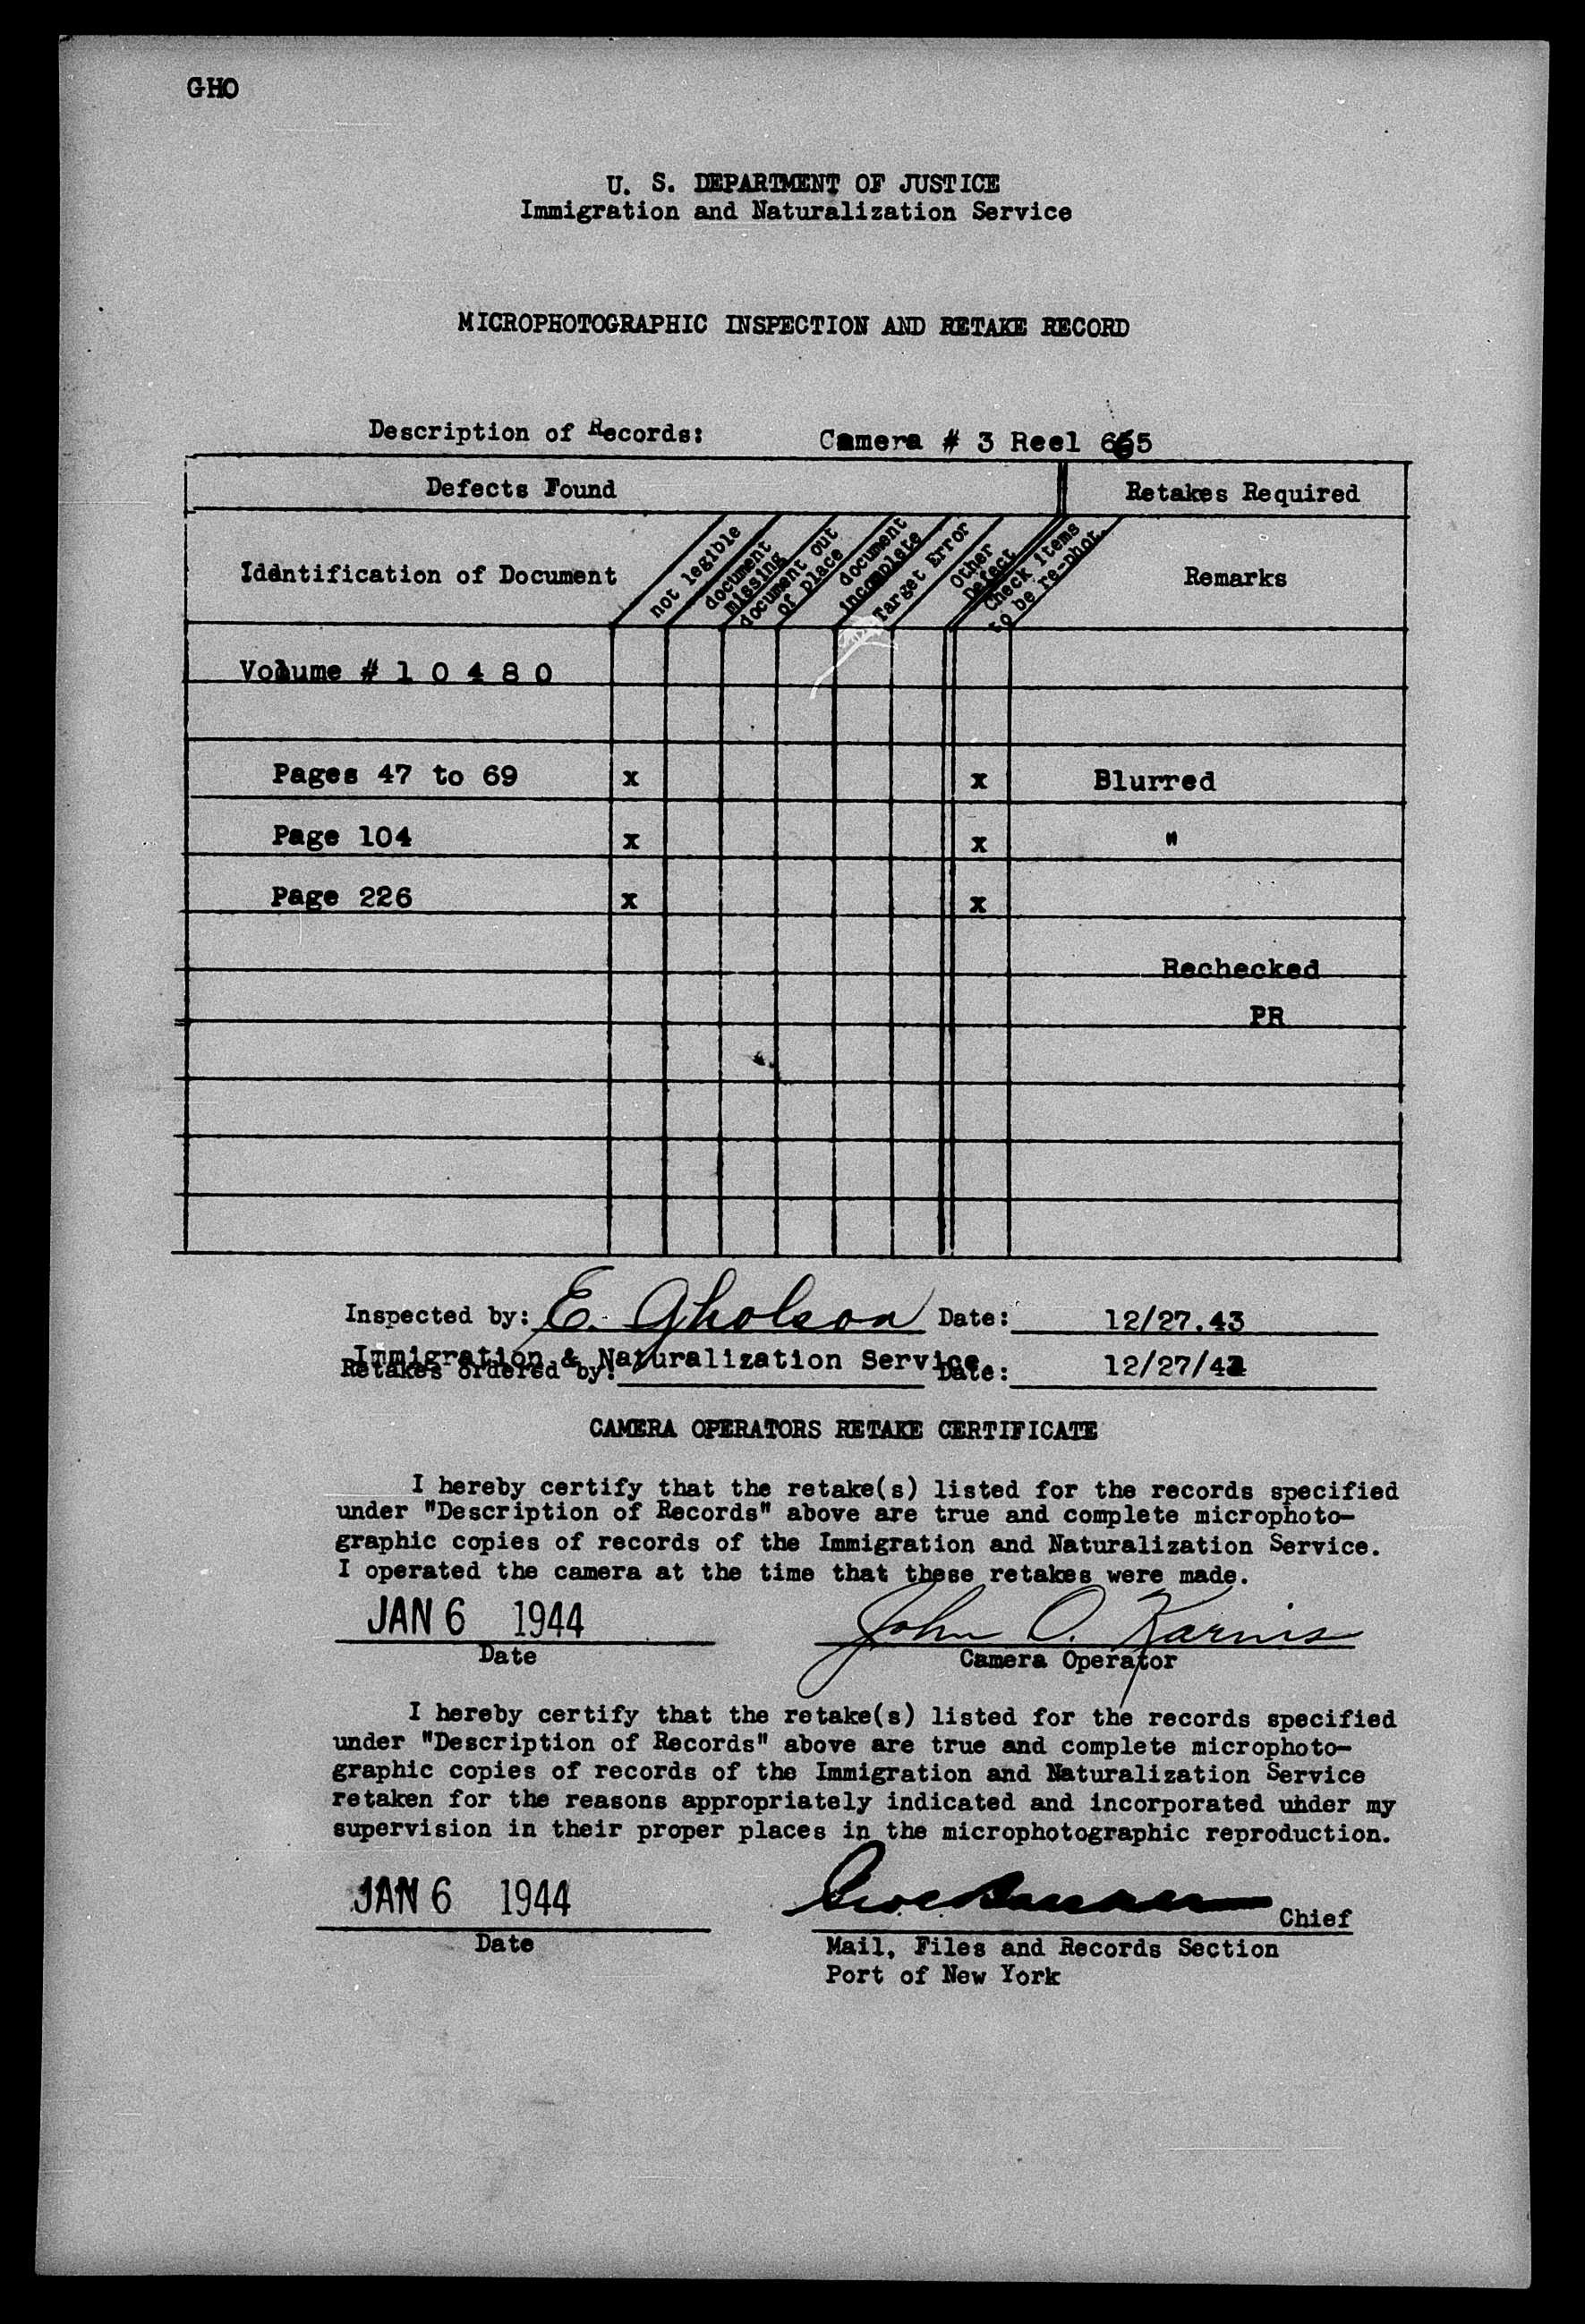 GHO
U. S. DEPARTMENT OF JUSTICE
Immigration and Naturalization Service
MICROPHOTOGRAPHIC INSPECTION AND RETAKE RECORD
Description of Records: Camera # 3 Reel 665
Defects Found Retakes Required
Identification of Document
not legible
document missing
document out of place
document incomplete
Target Error
Other Defect
Check items to be re-phot.
Remarks
Volume # 1 0 4 8 0
Pages 47 to 69 x x Blurred
Page 104 x x "
Page 226 x x
Rechecked
PR
Inspected by: E. Gholson Date: 12/27.43
Immigration & Naturalization Service
Retakes ordered by: Date: 12/27/43
CAMERA OPERATORS RETAKE CERTIFICATE
I hereby certify that the retake(s) listed for the records specified
under "Description of Records" above are true and complete microphoto-
graphic copies of records of the Immigration and Naturalization Service.
I operated the camera at the time that these retakes were made.
JAN 6 1944 John O. Karnis
Date Camera Operator
I hereby certify that the retake(s) listed for the records specified
under "Description of Records" above are true and complete microphoto-
graphic copies of records of the Immigration and Naturalization Service
retaken for the reasons appropriately indicated and incorporated under my
supervision in their proper places in the microphotographic reproduction.
JAN 6 1944 Chief
Date Mail, Files and Records Section
Port of New York